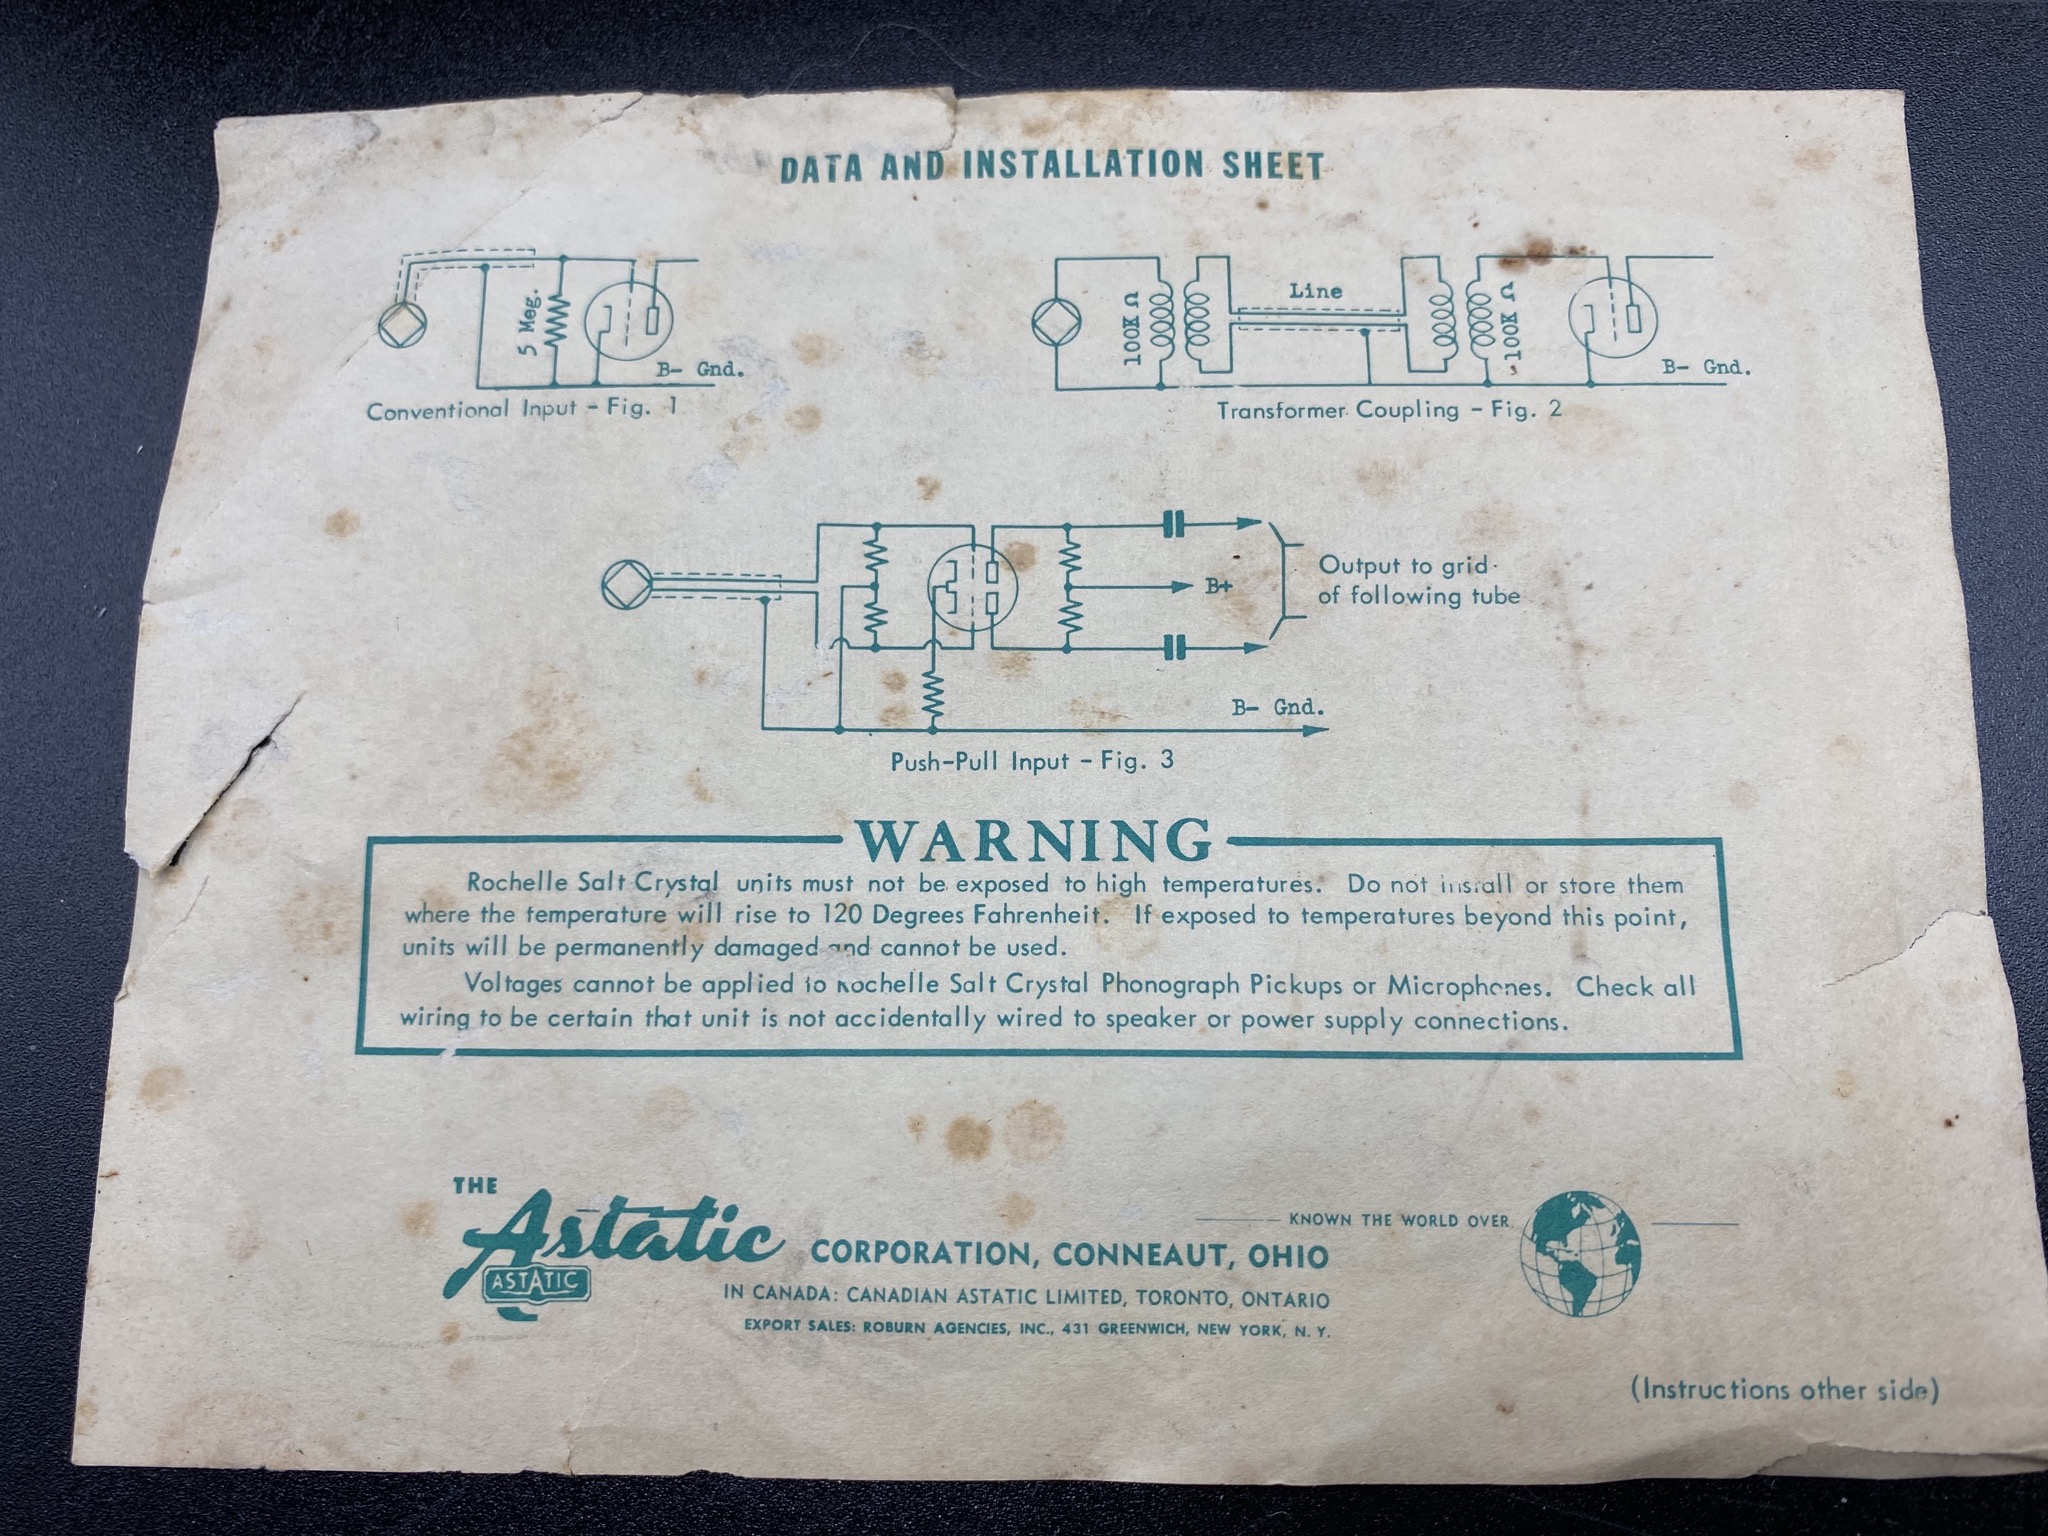 DATA AND INSTALLATION SHEET
5 Meg.
B- Gnd.
Conventional Input - Fig. 1
100K Ω
Line
100K Ω
B- Gnd.
Transformer Coupling - Fig. 2
B+
Output to grid
of following tube
B- Gnd.
Push-Pull Input - Fig. 3
WARNING
Rochelle Salt Crystal units must not be exposed to high temperatures. Do not install or store them
where the temperature will rise to 120 Degrees Fahrenheit. If exposed to temperatures beyond this point,
units will be permanently damaged and cannot be used.
Voltages cannot be applied to Rochelle Salt Crystal Phonograph Pickups or Microphones. Check all
wiring to be certain that unit is not accidentally wired to speaker or power supply connections.
THE
Astatic CORPORATION, CONNEAUT, OHIO
ASTATIC
IN CANADA: CANADIAN ASTATIC LIMITED, TORONTO, ONTARIO
EXPORT SALES: ROBURN AGENCIES, INC., 431 GREENWICH, NEW YORK, N. Y.
KNOWN THE WORLD OVER
(Instructions other side)